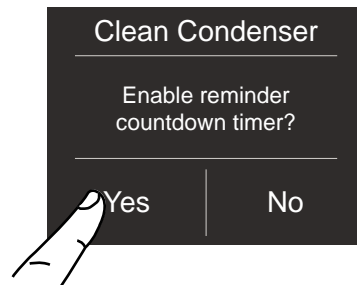 Clean Condenser
Enable reminder
countdown timer?
Yes
No